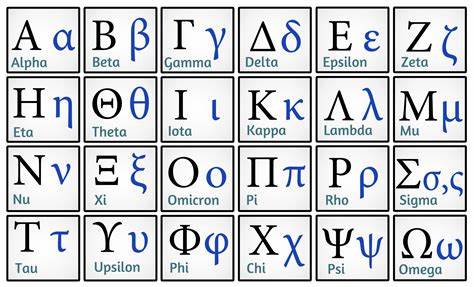 Α α Β β Γ γ Δ δ Ε ε Ζ ζ
Alpha Beta Gamma Delta Epsilon Zeta
Η η Θ θ Ι ι Κ κ Λ λ Μ μ
Eta Theta Iota Kappa Lambda Mu
Ν ν Ξ ξ Ο ο Π π Ρ ρ Σ σ,ς
Nu Xi Omicron Pi Rho Sigma
Τ τ ϒ υ Φ φ Χ χ Ψ ψ Ω ω
Tau Upsilon Phi Chi Psi Omega